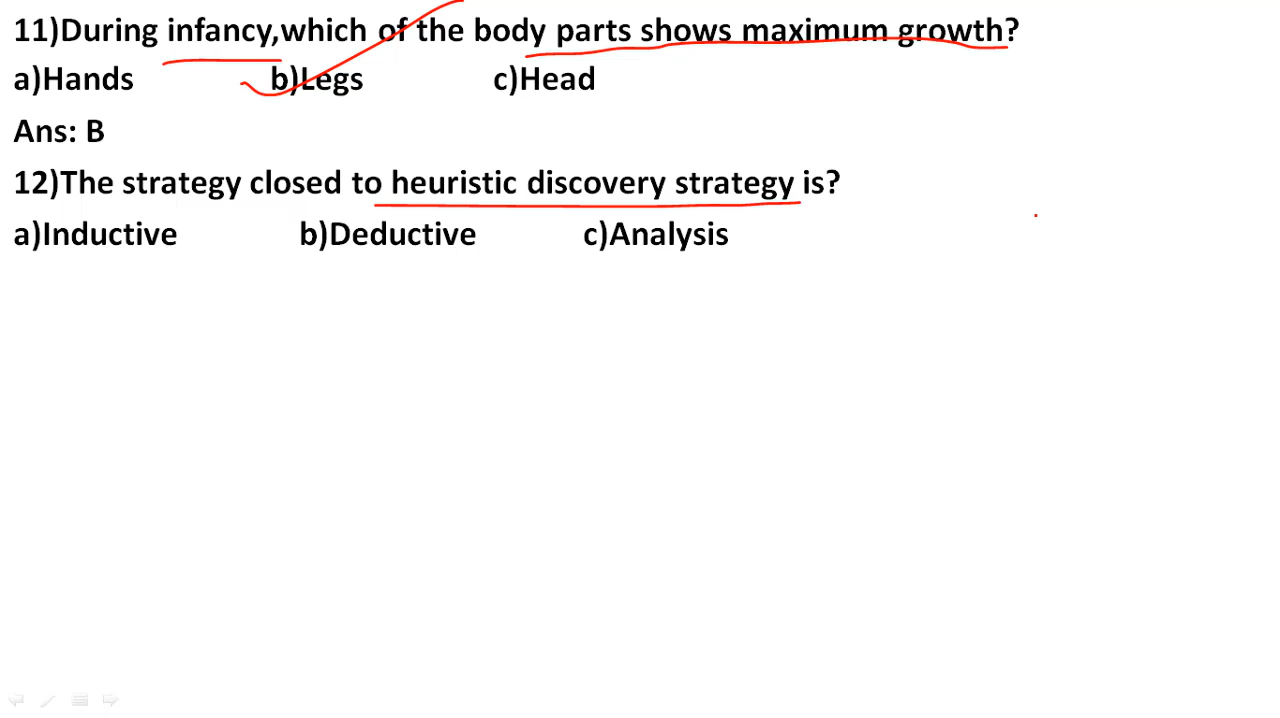 11)During infancy,which of the body parts shows maximum growth?
a)Hands b)Legs c)Head
Ans: B
12)The strategy closed to heuristic discovery strategy is?
a)Inductive b)Deductive c)Analysis